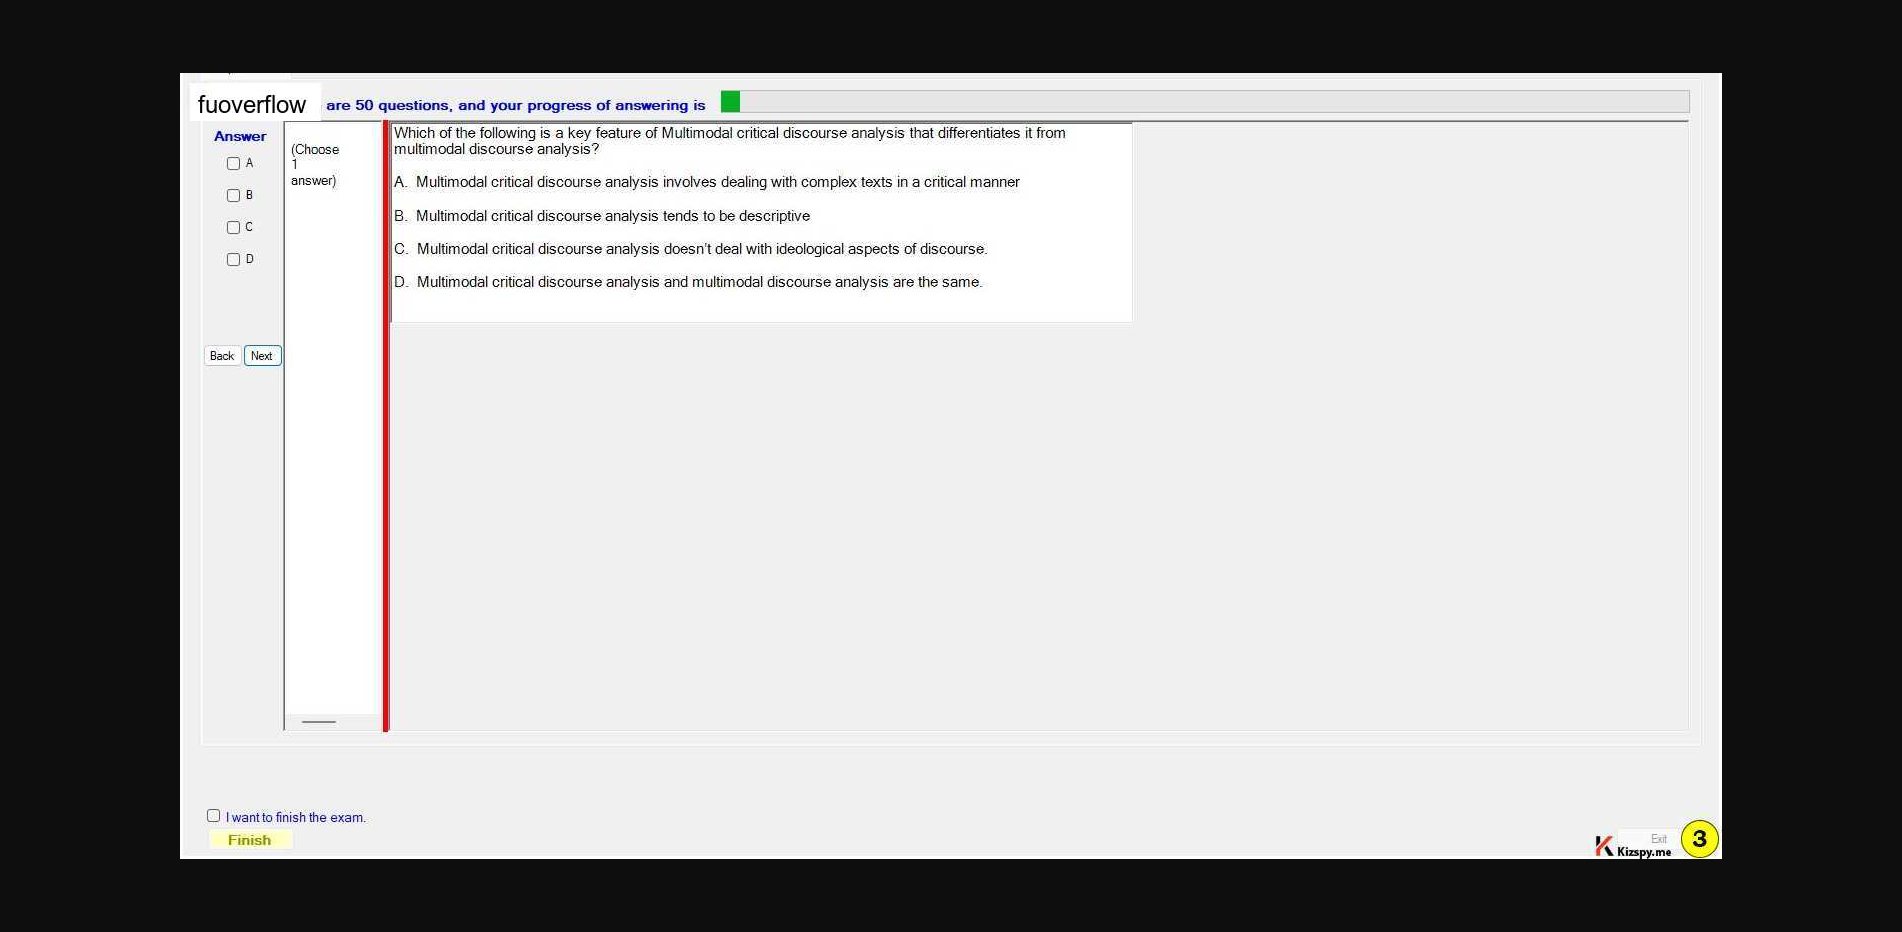 fuoverflow are 50 questions, and your progress of answering is
Answer
A
B
C
D
Back Next
(Choose
1
answer)
Which of the following is a key feature of Multimodal critical discourse analysis that differentiates it from
multimodal discourse analysis?
A. Multimodal critical discourse analysis involves dealing with complex texts in a critical manner
B. Multimodal critical discourse analysis tends to be descriptive
C. Multimodal critical discourse analysis doesn't deal with ideological aspects of discourse.
D. Multimodal critical discourse analysis and multimodal discourse analysis are the same.
I want to finish the exam.
Finish
Exit
K Kizspy.me
3